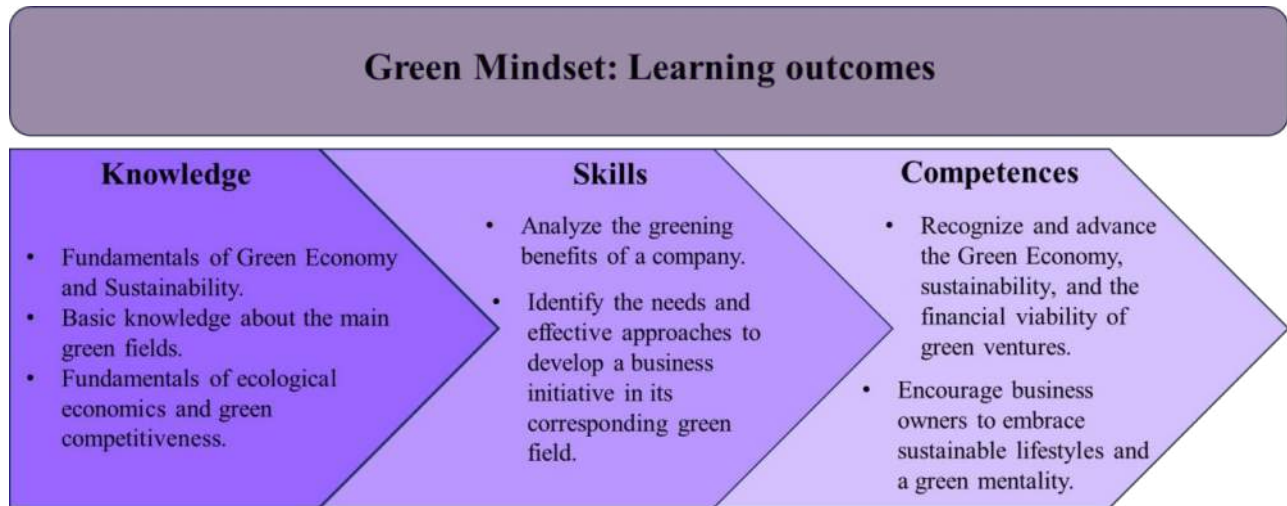 Green Mindset: Learning outcomes
Knowledge
• Fundamentals of Green Economy
and Sustainability.
• Basic knowledge about the main
green fields.
• Fundamentals of ecological
economics and green
competitiveness.
Skills
• Analyze the greening
benefits of a company.
• Identify the needs and
effective approaches to
develop a business
initiative in its
corresponding green
field.
Competences
• Recognize and advance
the Green Economy,
sustainability, and the
financial viability of
green ventures.
• Encourage business
owners to embrace
sustainable lifestyles and
a green mentality.